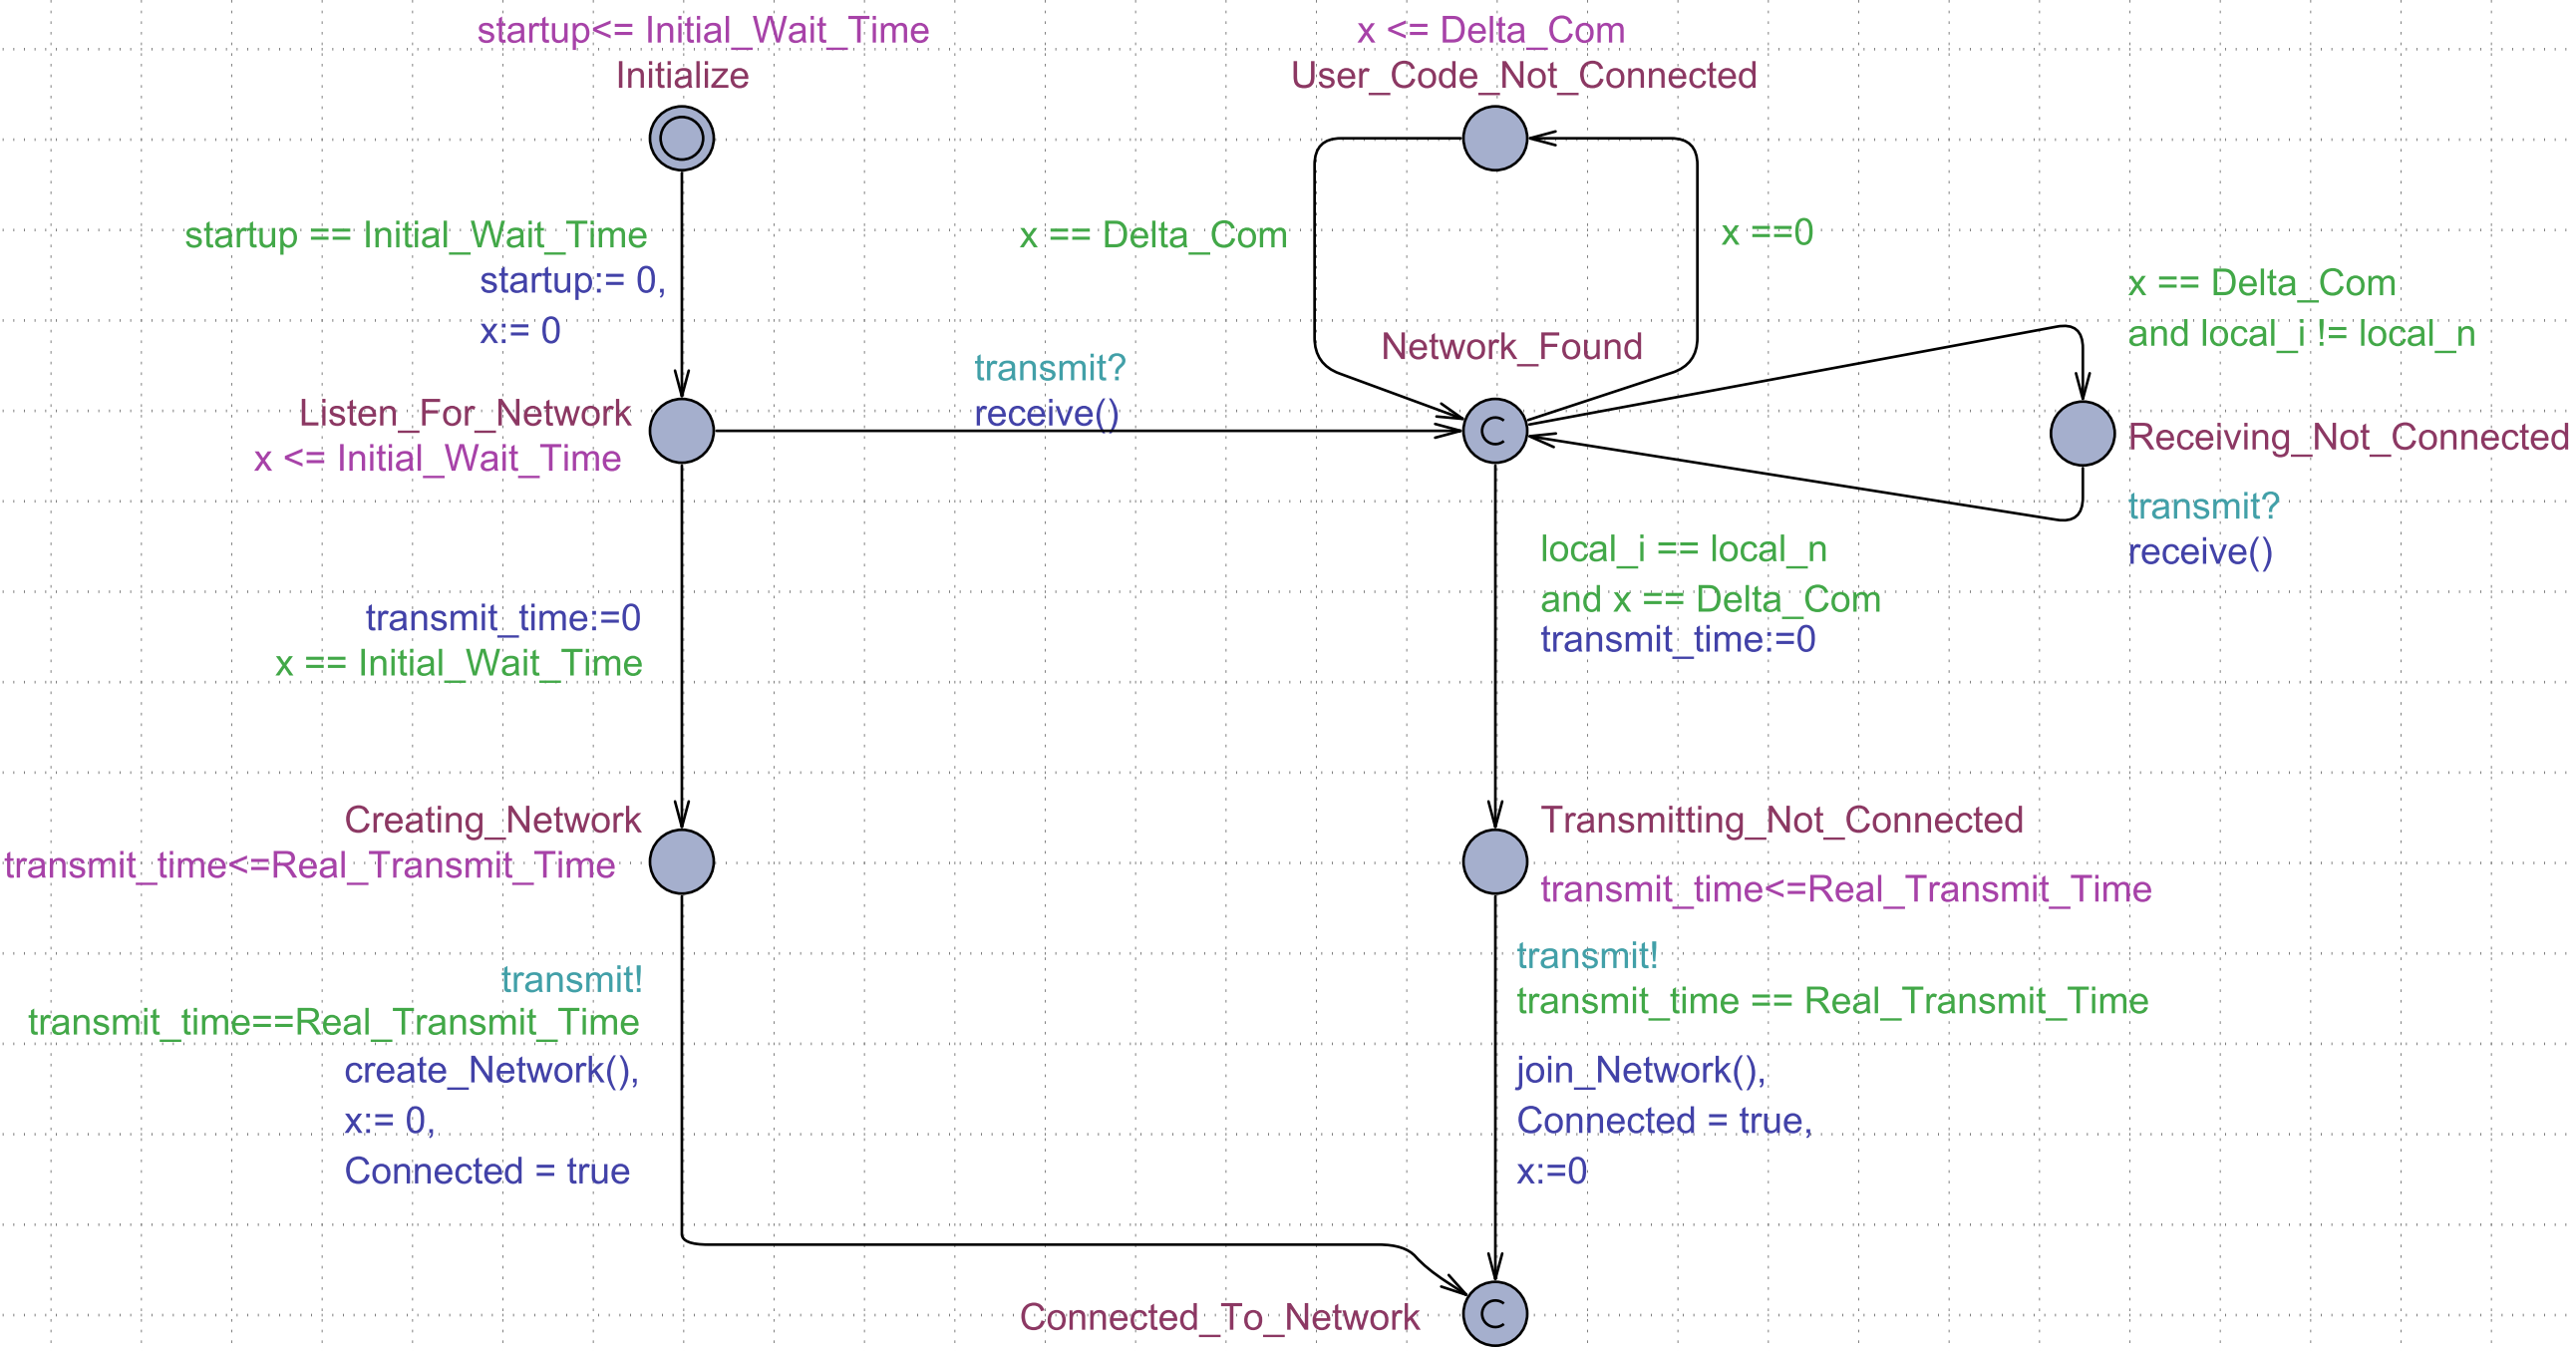 startup<= Initial_Wait_Time
Initialize
x <= Delta_Com
User_Code_Not_Connected
startup == Initial_Wait_Time
startup:= 0,
x:= 0
x == Delta_Com
x ==0
x == Delta_Com
and local_i != local_n
Network_Found
transmit?
receive()
Listen_For_Network
x <= Initial_Wait_Time
C
Receiving_Not_Connected
transmit?
receive()
local_i == local_n
and x == Delta_Com
transmit_time:=0
transmit_time:=0
x == Initial_Wait_Time
Creating_Network
transmit_time<=Real_Transmit_Time
Transmitting_Not_Connected
transmit_time<=Real_Transmit_Time
transmit!
transmit_time==Real_Transmit_Time
create_Network(),
x:= 0,
Connected = true
transmit!
transmit_time == Real_Transmit_Time
join_Network(),
Connected = true,
x:=0
Connected_To_Network
C